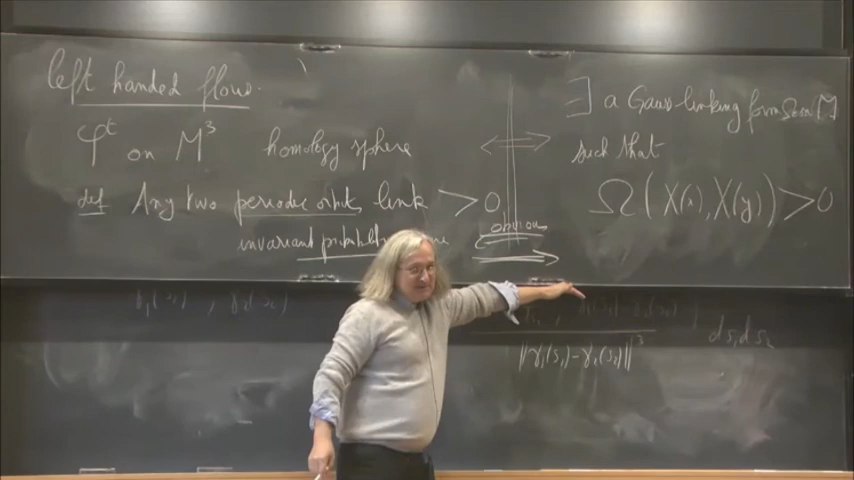 left handed flow.
φ^t on M^3 homology sphere
def Any two periodic orbits link > 0
invariant
∃ a Gauss linking form Ω on M
such that
Ω(X(x), X(y)) > 0
⟺
obvious
⟸
⟹
‖γ₁(s₁) - γ₂(s₂)‖^3
ds₁ds₂